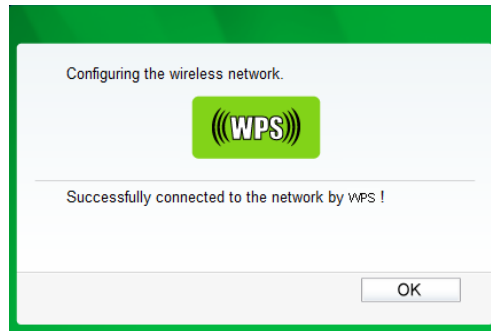 Configuring the wireless network.
(((WPS)))
Successfully connected to the network by WPS !
OK